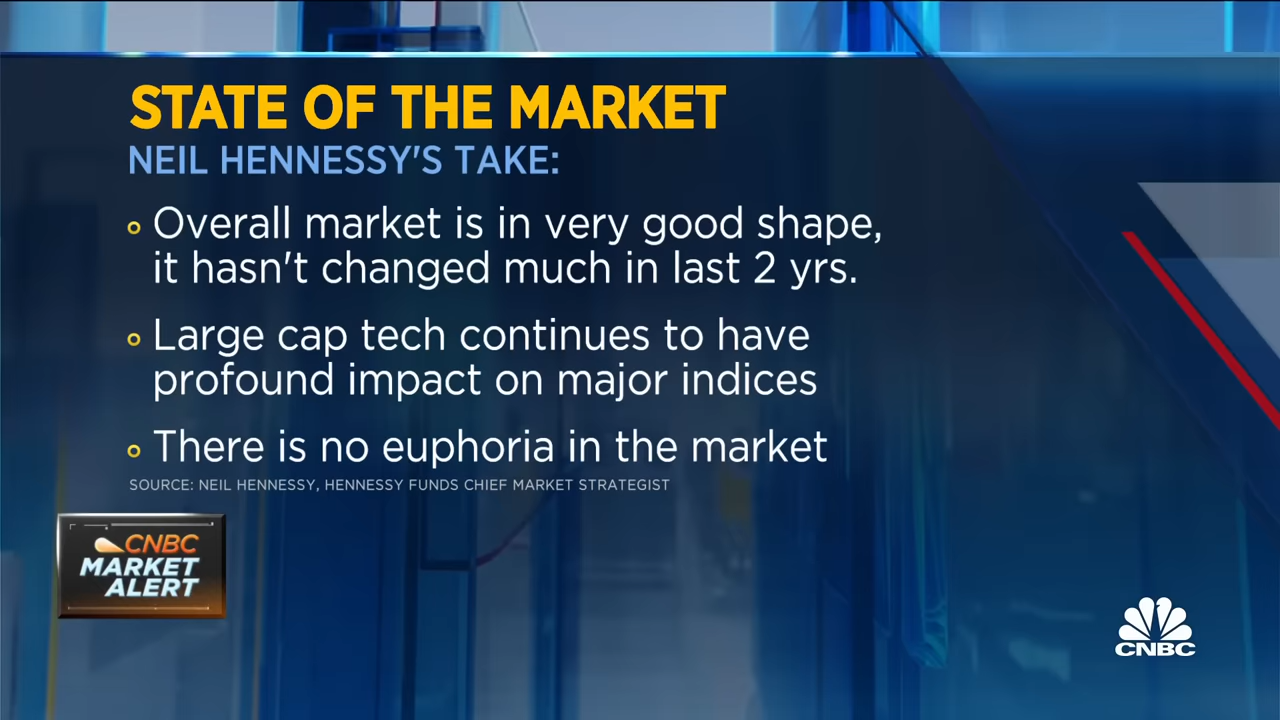 STATE OF THE MARKET
NEIL HENNESSY'S TAKE:
Overall market is in very good shape,
it hasn't changed much in last 2 yrs.
Large cap tech continues to have
profound impact on major indices
There is no euphoria in the market
SOURCE: NEIL HENNESSY, HENNESSY FUNDS CHIEF MARKET STRATEGIST
CNBC
MARKET
ALERT
CNBC